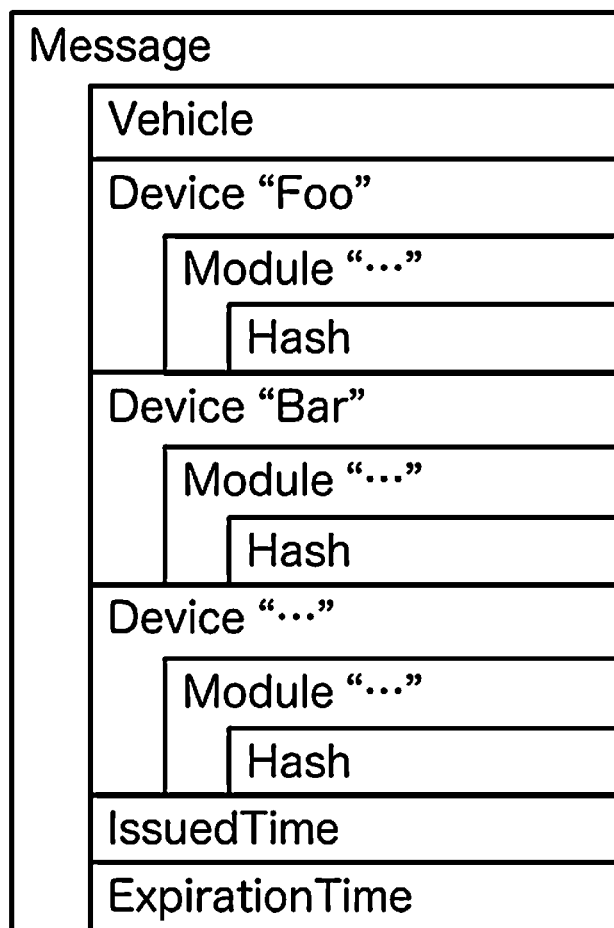 Message
Vehicle
Device “Foo”
Module “⋯”
Hash
Device “Bar”
Module “⋯”
Hash
Device “⋯”
Module “⋯”
Hash
IssuedTime
ExpirationTime